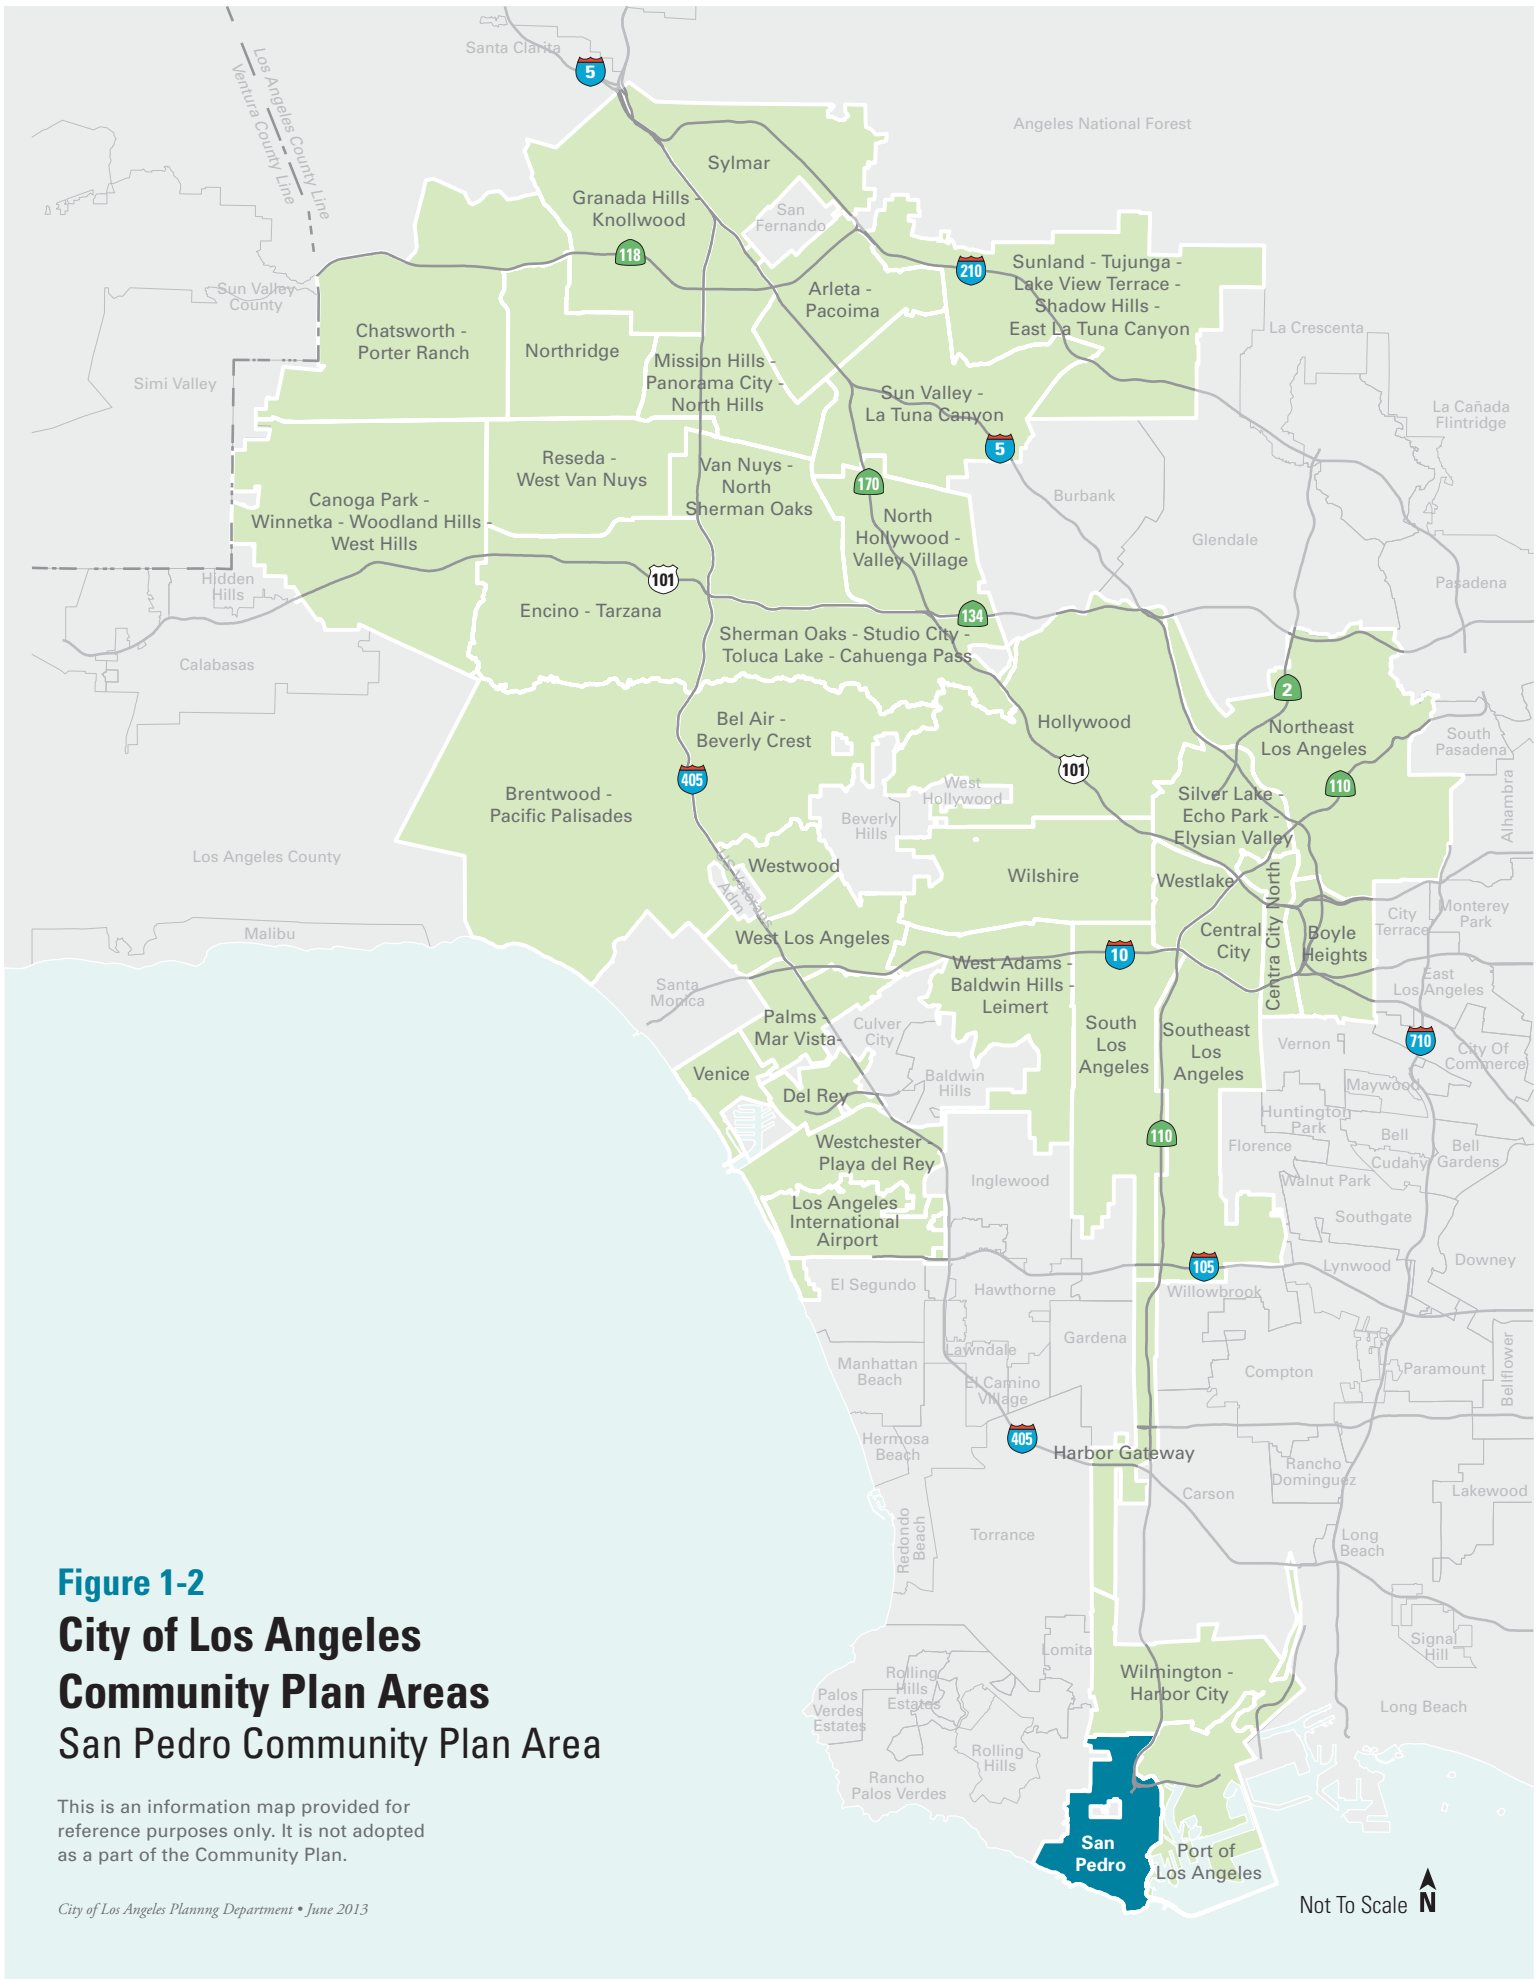 Santa Clarita
5
Los Angeles County Line
Ventura County Line
Angeles National Forest
Sylmar
Granada Hills -
Knollwood
San
Fernando
118
210
Sunland - Tujunga -
Lake View Terrace -
Shadow Hills -
East La Tuna Canyon
Sun Valley
County
Arleta -
Pacoima
Chatsworth -
Porter Ranch
Northridge
La Crescenta
Mission Hills -
Panorama City -
North Hills
Simi Valley
Sun Valley -
La Tuna Canyon
La Cañada
Flintridge
5
Reseda -
West Van Nuys
Van Nuys -
North
Sherman Oaks
170
Burbank
Canoga Park -
Winnetka - Woodland Hills -
West Hills
North
Hollywood -
Valley Village
Glendale
Pasadena
Hidden
Hills
101
Encino - Tarzana
134
Sherman Oaks - Studio City -
Toluca Lake - Cahuenga Pass
Calabasas
2
Bel Air -
Beverly Crest
Hollywood
Northeast
Los Angeles
South
Pasadena
405
101
110
Brentwood -
Pacific Palisades
West
Hollywood
Silver Lake -
Echo Park -
Elysian Valley
Alhambra
Beverly
Hills
Los Angeles County
US Veterans
Adm
Westwood
Wilshire
Westlake
Centra City North
City
Terrace
Monterey
Park
Malibu
West Los Angeles
Central
City
Boyle
Heights
10
West Adams -
Baldwin Hills -
Leimert
East
Los Angeles
Santa
Monica
Palms -
Mar Vista-
Culver
City
South
Los
Angeles
Southeast
Los
Angeles
Vernon
710
City Of
Commerce
Venice
Baldwin
Hills
Maywood
Del Rey
Huntington
Park
110
Westchester -
Playa del Rey
Florence
Bell
Cudahy
Bell
Gardens
Inglewood
Walnut Park
Los Angeles
International
Airport
Southgate
105
Lynwood
Downey
El Segundo
Hawthorne
Willowbrook
Gardena
Lawndale
Manhattan
Beach
El Camino
Village
Compton
Paramount
Bellflower
405
Hermosa
Beach
Harbor Gateway
Rancho
Dominguez
Carson
Lakewood
Redondo
Beach
Torrance
Long
Beach
Signal
Hill
Lomita
Rolling
Hills
Estates
Wilmington -
Harbor City
Palos
Verdes
Estates
Long Beach
Rolling
Hills
Rancho
Palos Verdes
San
Pedro
Port of
Los Angeles
Figure 1-2
City of Los Angeles
Community Plan Areas
San Pedro Community Plan Area
This is an information map provided for
reference purposes only. It is not adopted
as a part of the Community Plan.
City of Los Angeles Plannng Department • June 2013
Not To Scale
N